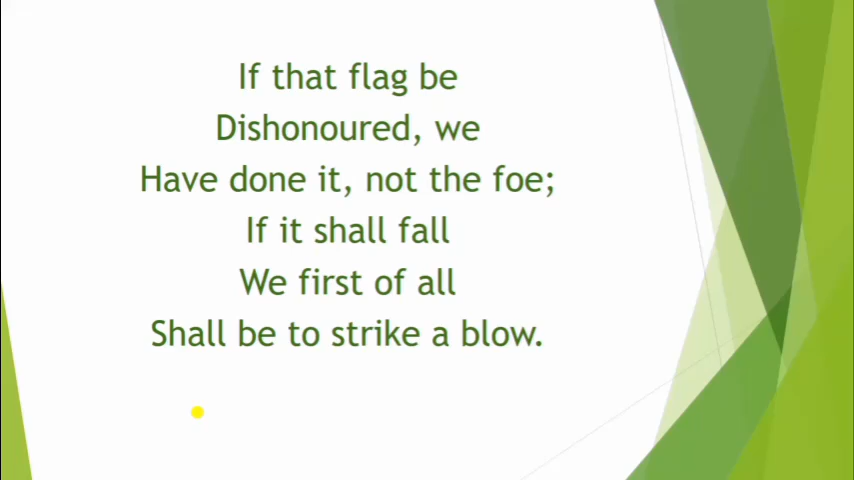 If that flag be
Dishonoured, we
Have done it, not the foe;
If it shall fall
We first of all
Shall be to strike a blow.